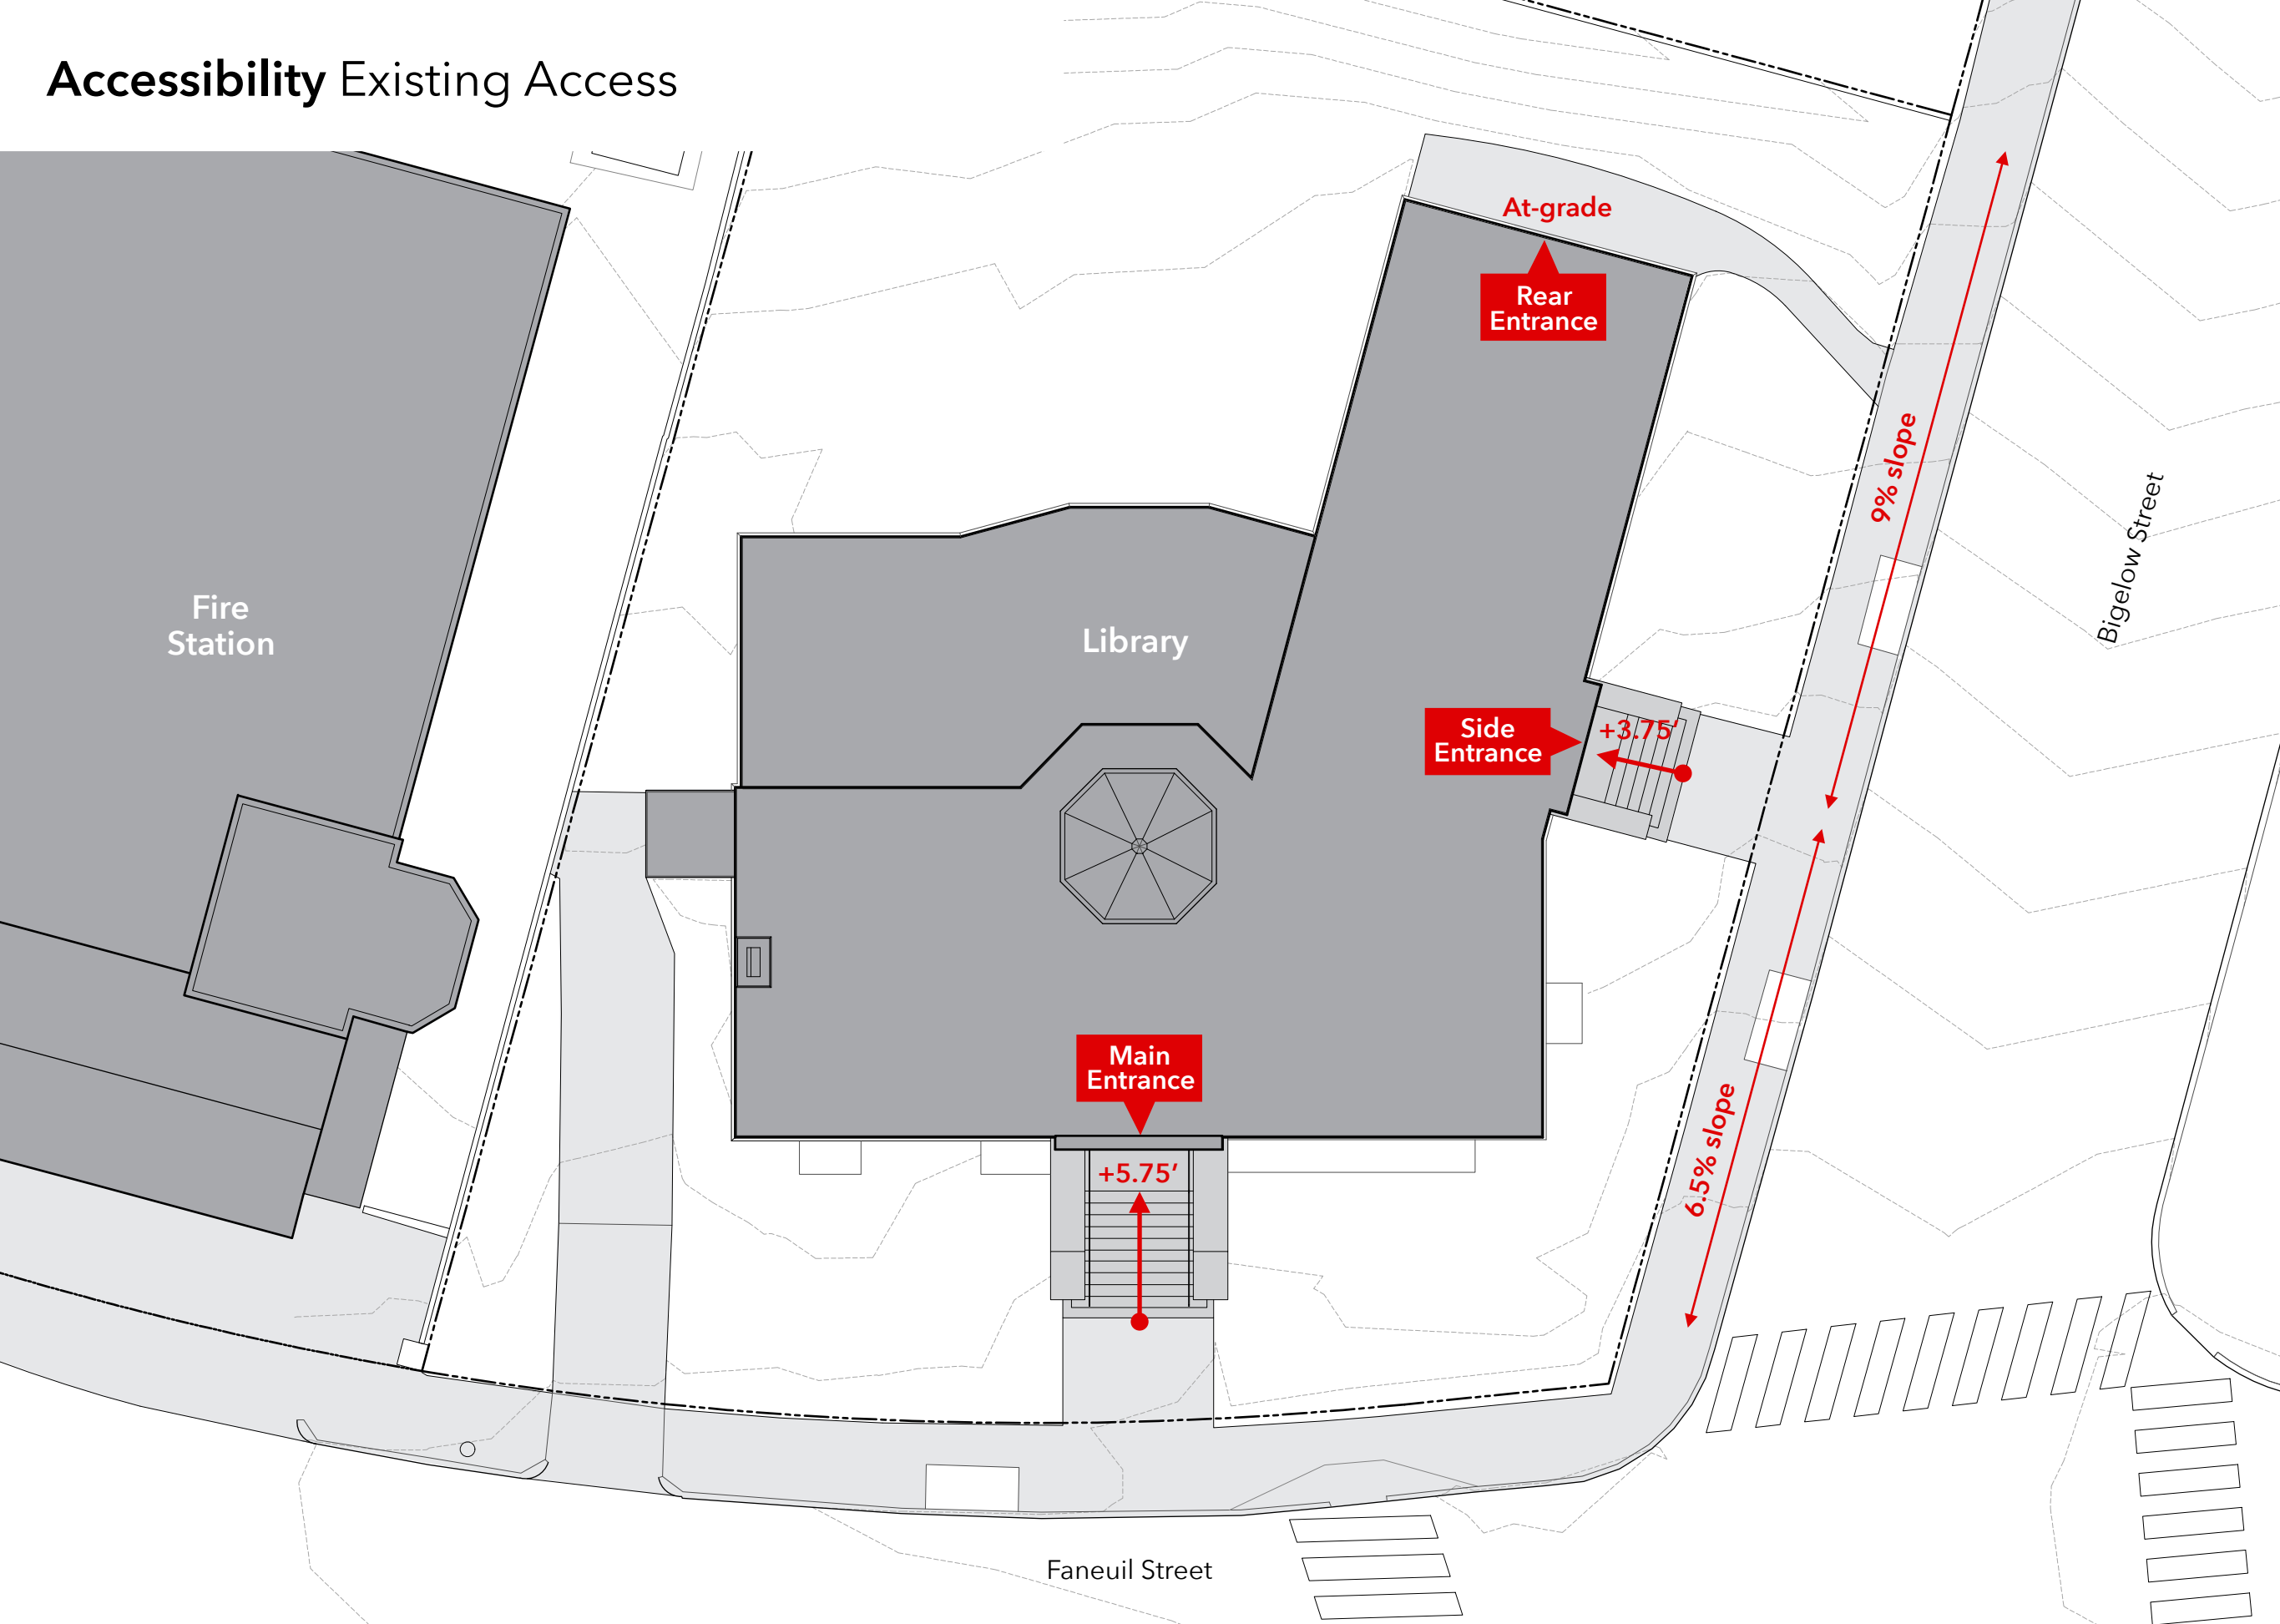 Accessibility Existing Access
At-grade
Rear
Entrance
9% slope
Bigelow Street
Fire
Station
Library
Side
Entrance
+3.75’
Main
Entrance
+5.75’
6.5% slope
Faneuil Street